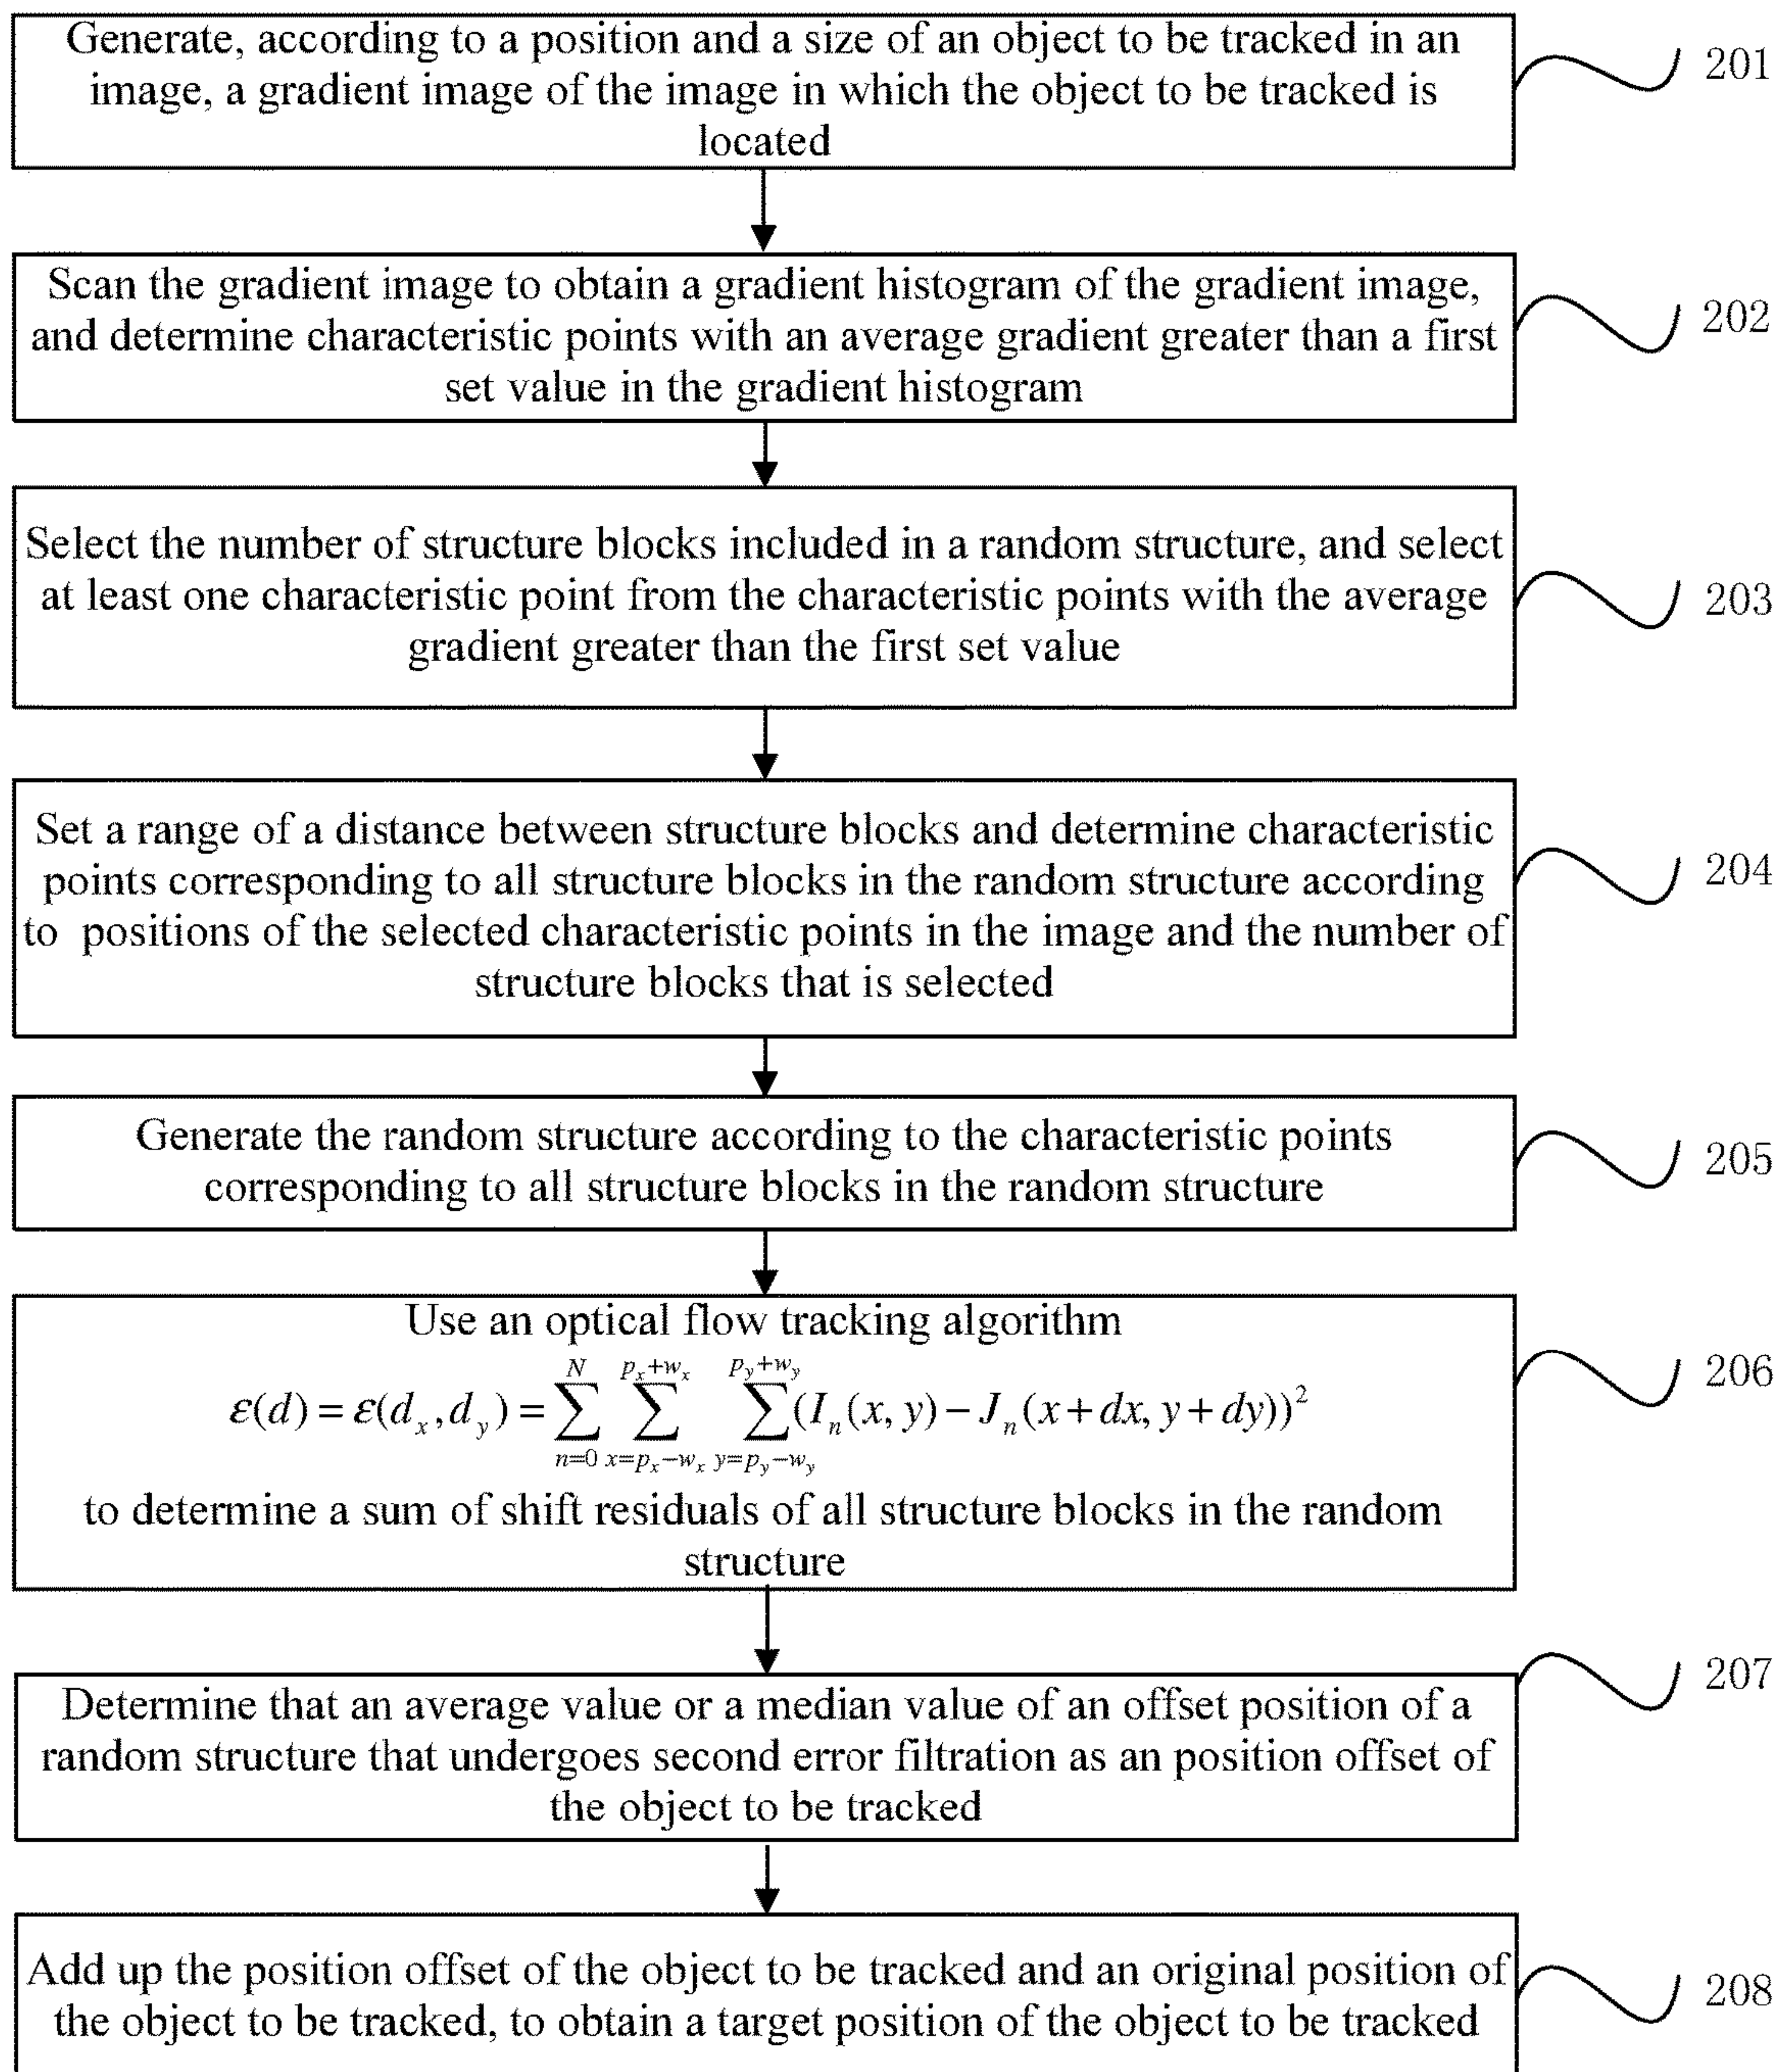 Generate, according to a position and a size of an object to be tracked in an
image, a gradient image of the image in which the object to be tracked is
located
201
Scan the gradient image to obtain a gradient histogram of the gradient image,
and determine characteristic points with an average gradient greater than a first
set value in the gradient histogram
202
Select the number of structure blocks included in a random structure, and select
at least one characteristic point from the characteristic points with the average
gradient greater than the first set value
203
Set a range of a distance between structure blocks and determine characteristic
points corresponding to all structure blocks in the random structure according
to positions of the selected characteristic points in the image and the number of
structure blocks that is selected
204
Generate the random structure according to the characteristic points
corresponding to all structure blocks in the random structure
205
Use an optical flow tracking algorithm
ε(d) = ε(d_x, d_y) = ∑_{n=0}^{N} ∑_{x=p_x−w_x}^{p_x+w_x} ∑_{y=p_y−w_y}^{p_y+w_y} (I_n(x, y) − J_n(x + dx, y + dy))²
to determine a sum of shift residuals of all structure blocks in the random
structure
206
Determine that an average value or a median value of an offset position of a
random structure that undergoes second error filtration as an position offset of
the object to be tracked
207
Add up the position offset of the object to be tracked and an original position of
the object to be tracked, to obtain a target position of the object to be tracked
208